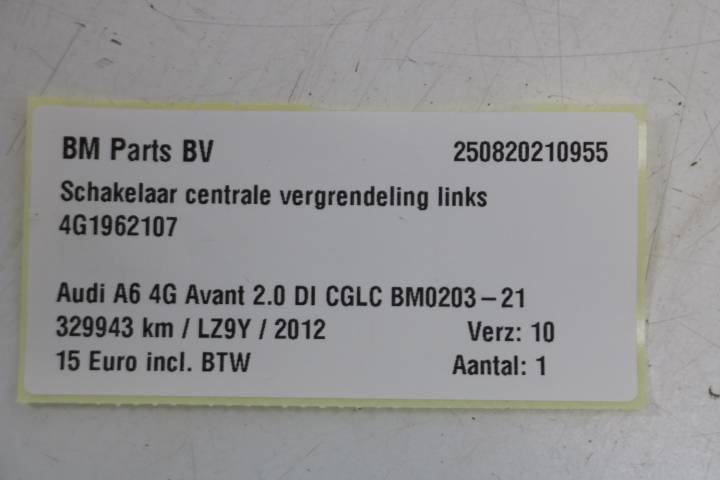 BM Parts BV 250820210955
Schakelaar centrale vergrendeling links
4G1962107
Audi A6 4G Avant 2.0 DI CGLC BM0203-21
329943 km / LZ9Y / 2012 Verz: 10
15 Euro incl. BTW Aantal: 1